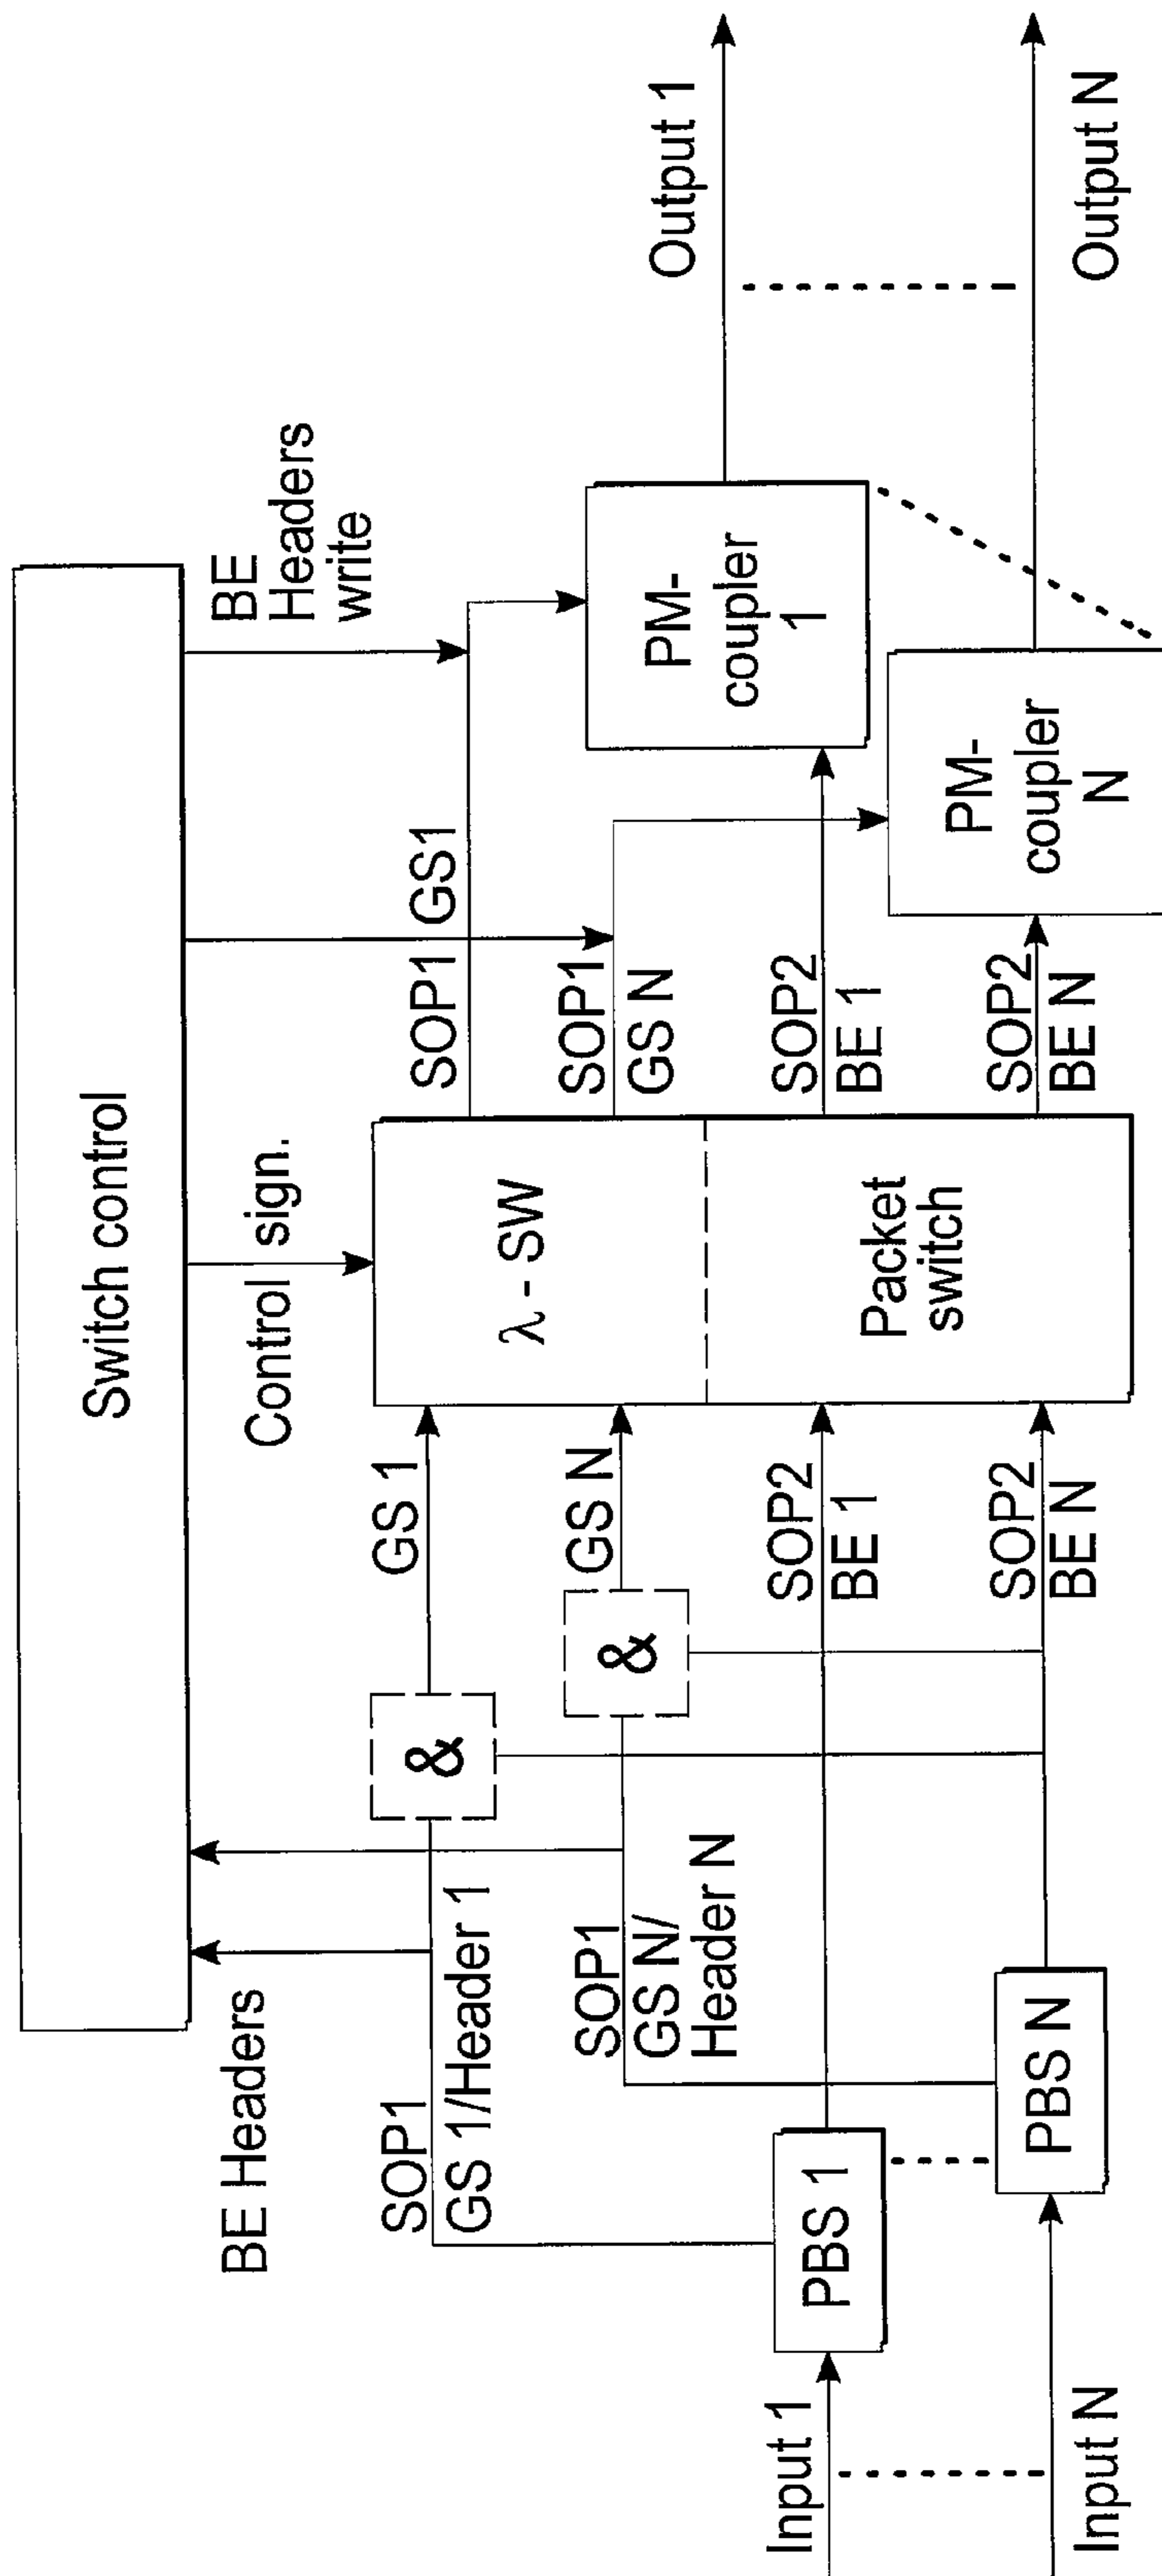 Switch control
BE Headers
Control sign.
BE
Headers
write
SOP1
GS 1/Header 1
&
GS 1
SOP1 GS1
SOP1
GS N/
Header N
&
GS N
SOP1
GS N
λ - SW
Packet
switch
Input 1
PBS 1
SOP2
BE 1
SOP2
BE 1
PM-
coupler
1
Output 1
Input N
PBS N
SOP2
BE N
SOP2
BE N
PM-
coupler
N
Output N